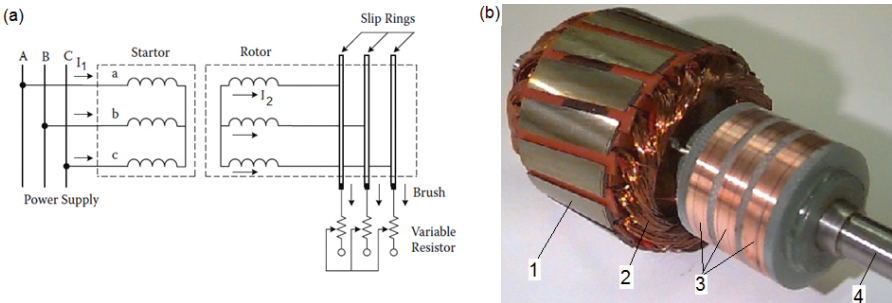 (a)
Slip Rings
A B C
I1
Startor
Rotor
a
I2
b
c
Power Supply
Brush
Variable
Resistor
(b)
1
2
3
4